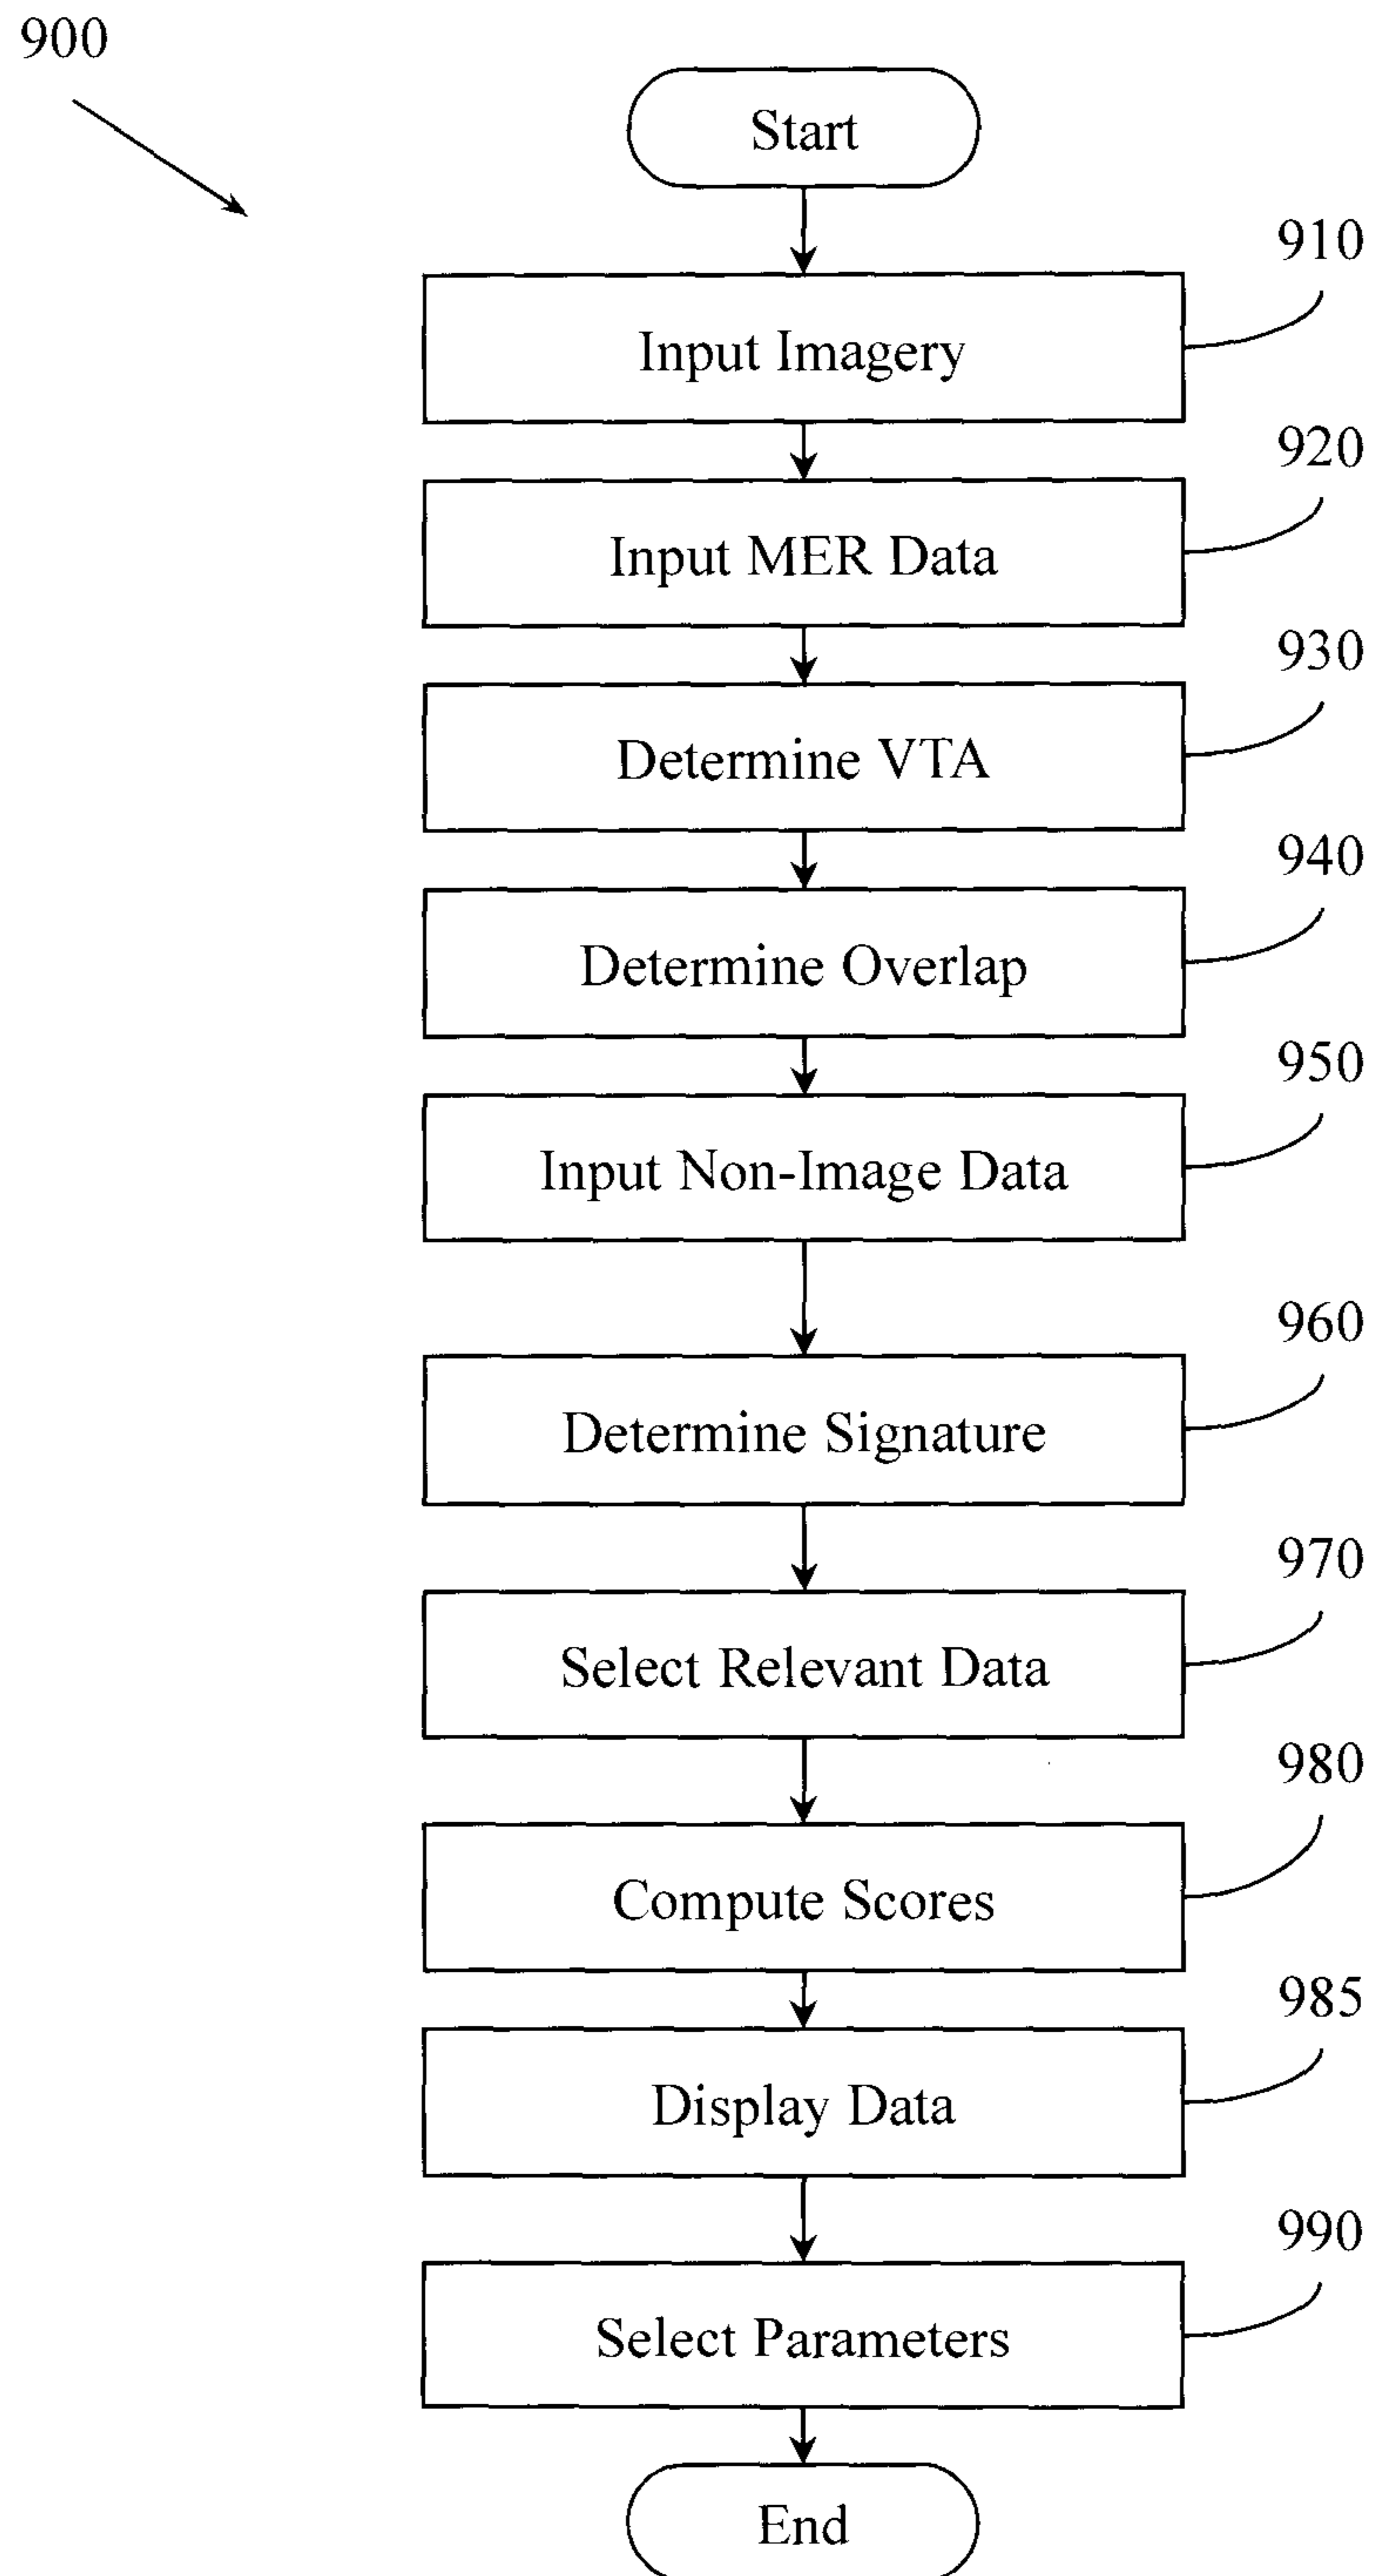 900
Start
910
Input Imagery
920
Input MER Data
930
Determine VTA
940
Determine Overlap
950
Input Non-Image Data
960
Determine Signature
970
Select Relevant Data
980
Compute Scores
985
Display Data
990
Select Parameters
End